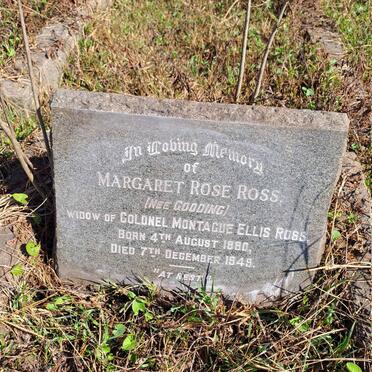 In Loving Memory
of
MARGARET ROSE ROSS,
(NEE GODDING)
WIDOW OF COLONEL MONTAGUE ELLIS ROSS
BORN 4TH AUGUST 1880,
DIED 7TH DECEMBER 1949.
"AT REST"